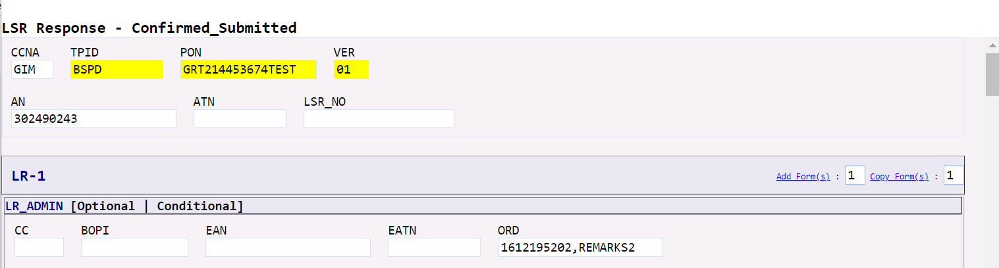 LSR Response - Confirmed_Submitted
CCNA TPID PON VER
GIM BSPD GRT214453674TEST 01
AN ATN LSR_NO
302490243
LR-1 Add Form(s) : 1 Copy Form(s) : 1
LR_ADMIN [Optional | Conditional]
CC BOPI EAN EATN ORD
1612195202,REMARKS2